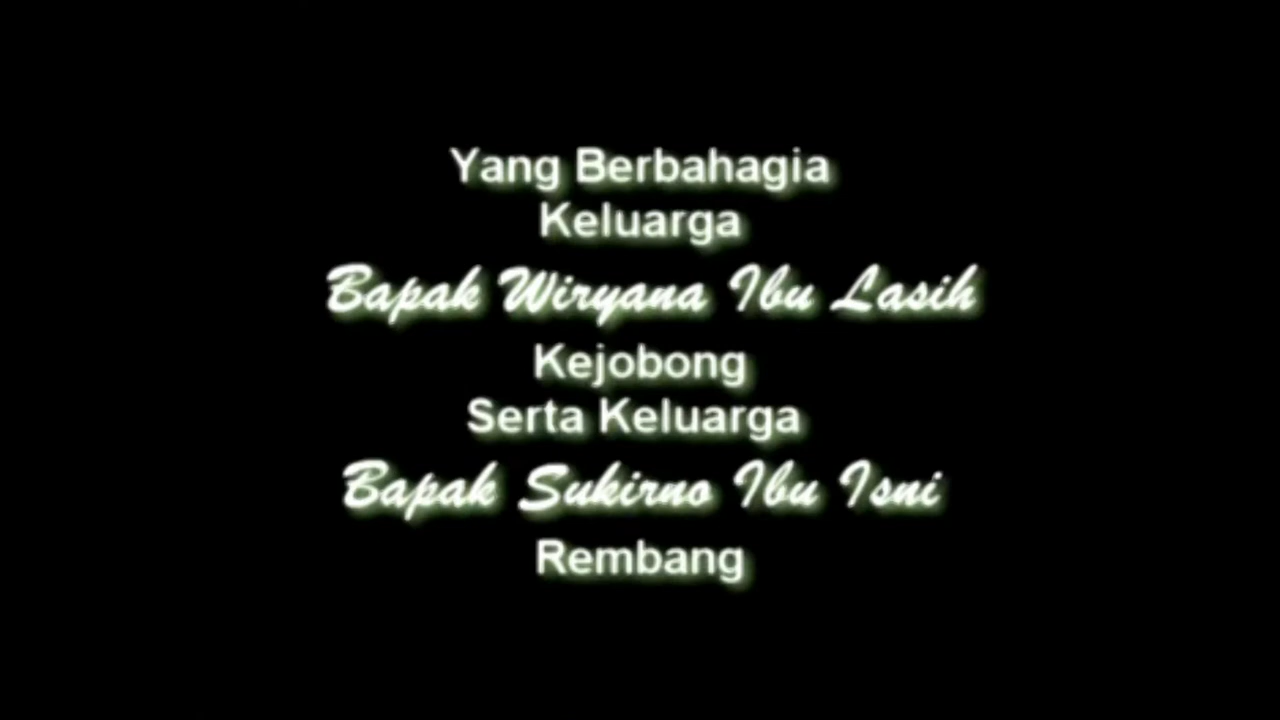 Yang Berbahagia
Keluarga
Bapak Wiryana Ibu Lasih
Kejobong
Serta Keluarga
Bapak Sukirno Ibu Isni
Rembang